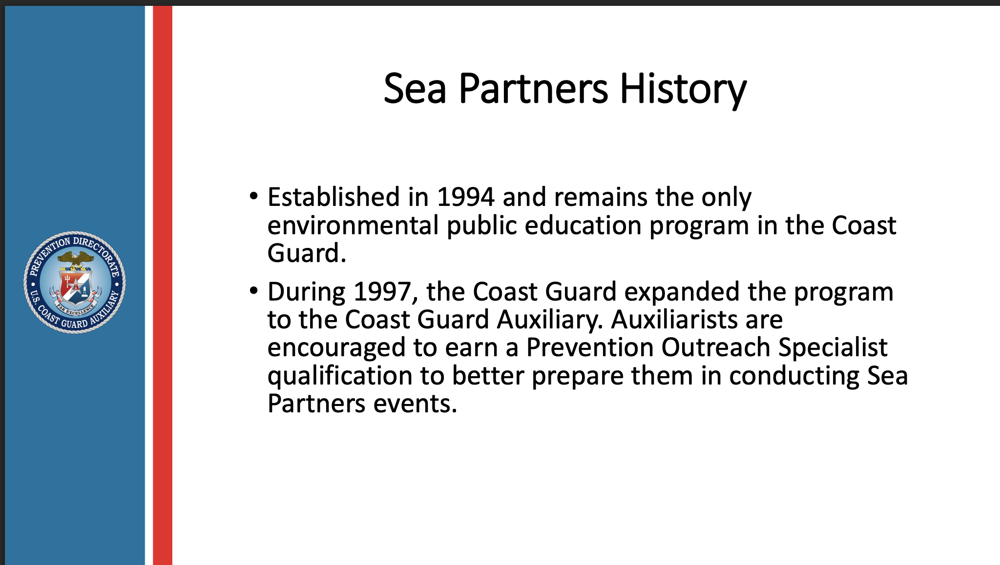 Sea Partners History
• Established in 1994 and remains the only
environmental public education program in the Coast
Guard.
• During 1997, the Coast Guard expanded the program
to the Coast Guard Auxiliary. Auxiliarists are
encouraged to earn a Prevention Outreach Specialist
qualification to better prepare them in conducting Sea
Partners events.
PREVENTION DIRECTORATE
A
PAR EXCELLENCE
U.S. COAST GUARD AUXILIARY